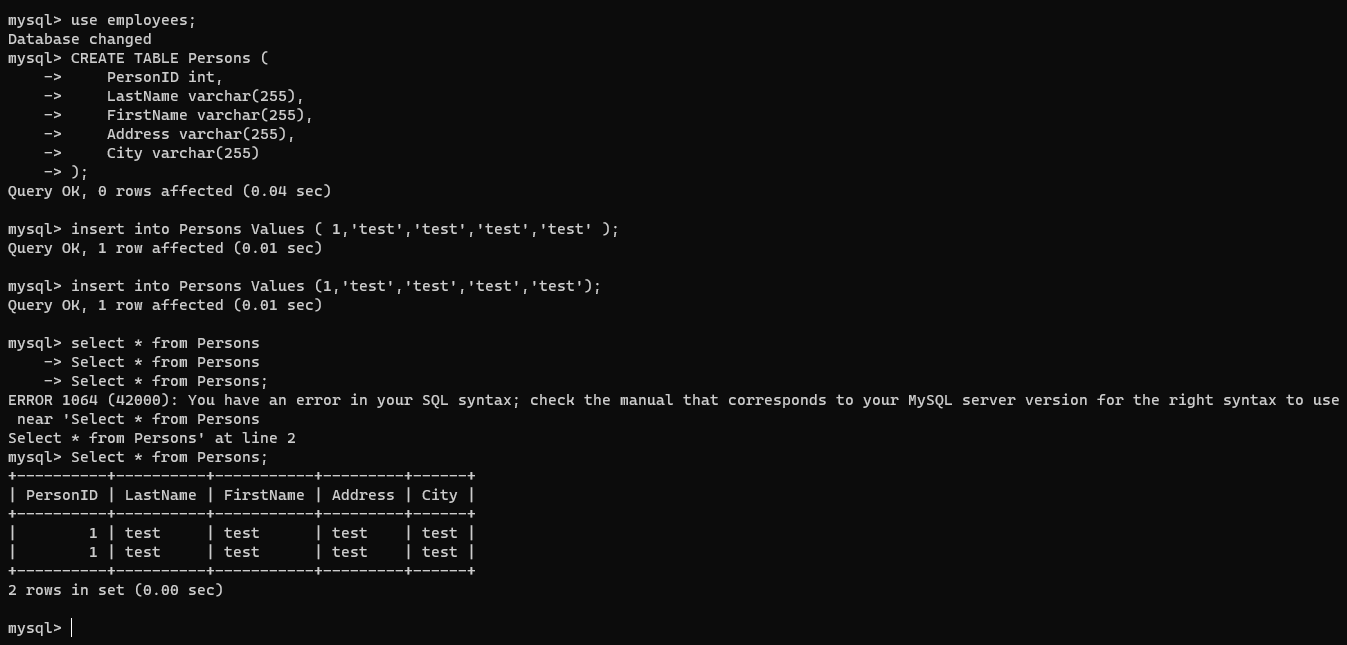 mysql> use employees;
Database changed
mysql> CREATE TABLE Persons (
    ->     PersonID int,
    ->     LastName varchar(255),
    ->     FirstName varchar(255),
    ->     Address varchar(255),
    ->     City varchar(255)
    -> );
Query OK, 0 rows affected (0.04 sec)

mysql> insert into Persons Values ( 1,'test','test','test','test' );
Query OK, 1 row affected (0.01 sec)

mysql> insert into Persons Values (1,'test','test','test','test');
Query OK, 1 row affected (0.01 sec)

mysql> select * from Persons
    -> Select * from Persons
    -> Select * from Persons;
ERROR 1064 (42000): You have an error in your SQL syntax; check the manual that corresponds to your MySQL server version for the right syntax to use
 near 'Select * from Persons
Select * from Persons' at line 2
mysql> Select * from Persons;
+----------+----------+-----------+---------+------+
| PersonID | LastName | FirstName | Address | City |
+----------+----------+-----------+---------+------+
|        1 | test     | test      | test    | test |
|        1 | test     | test      | test    | test |
+----------+----------+-----------+---------+------+
2 rows in set (0.00 sec)

mysql>